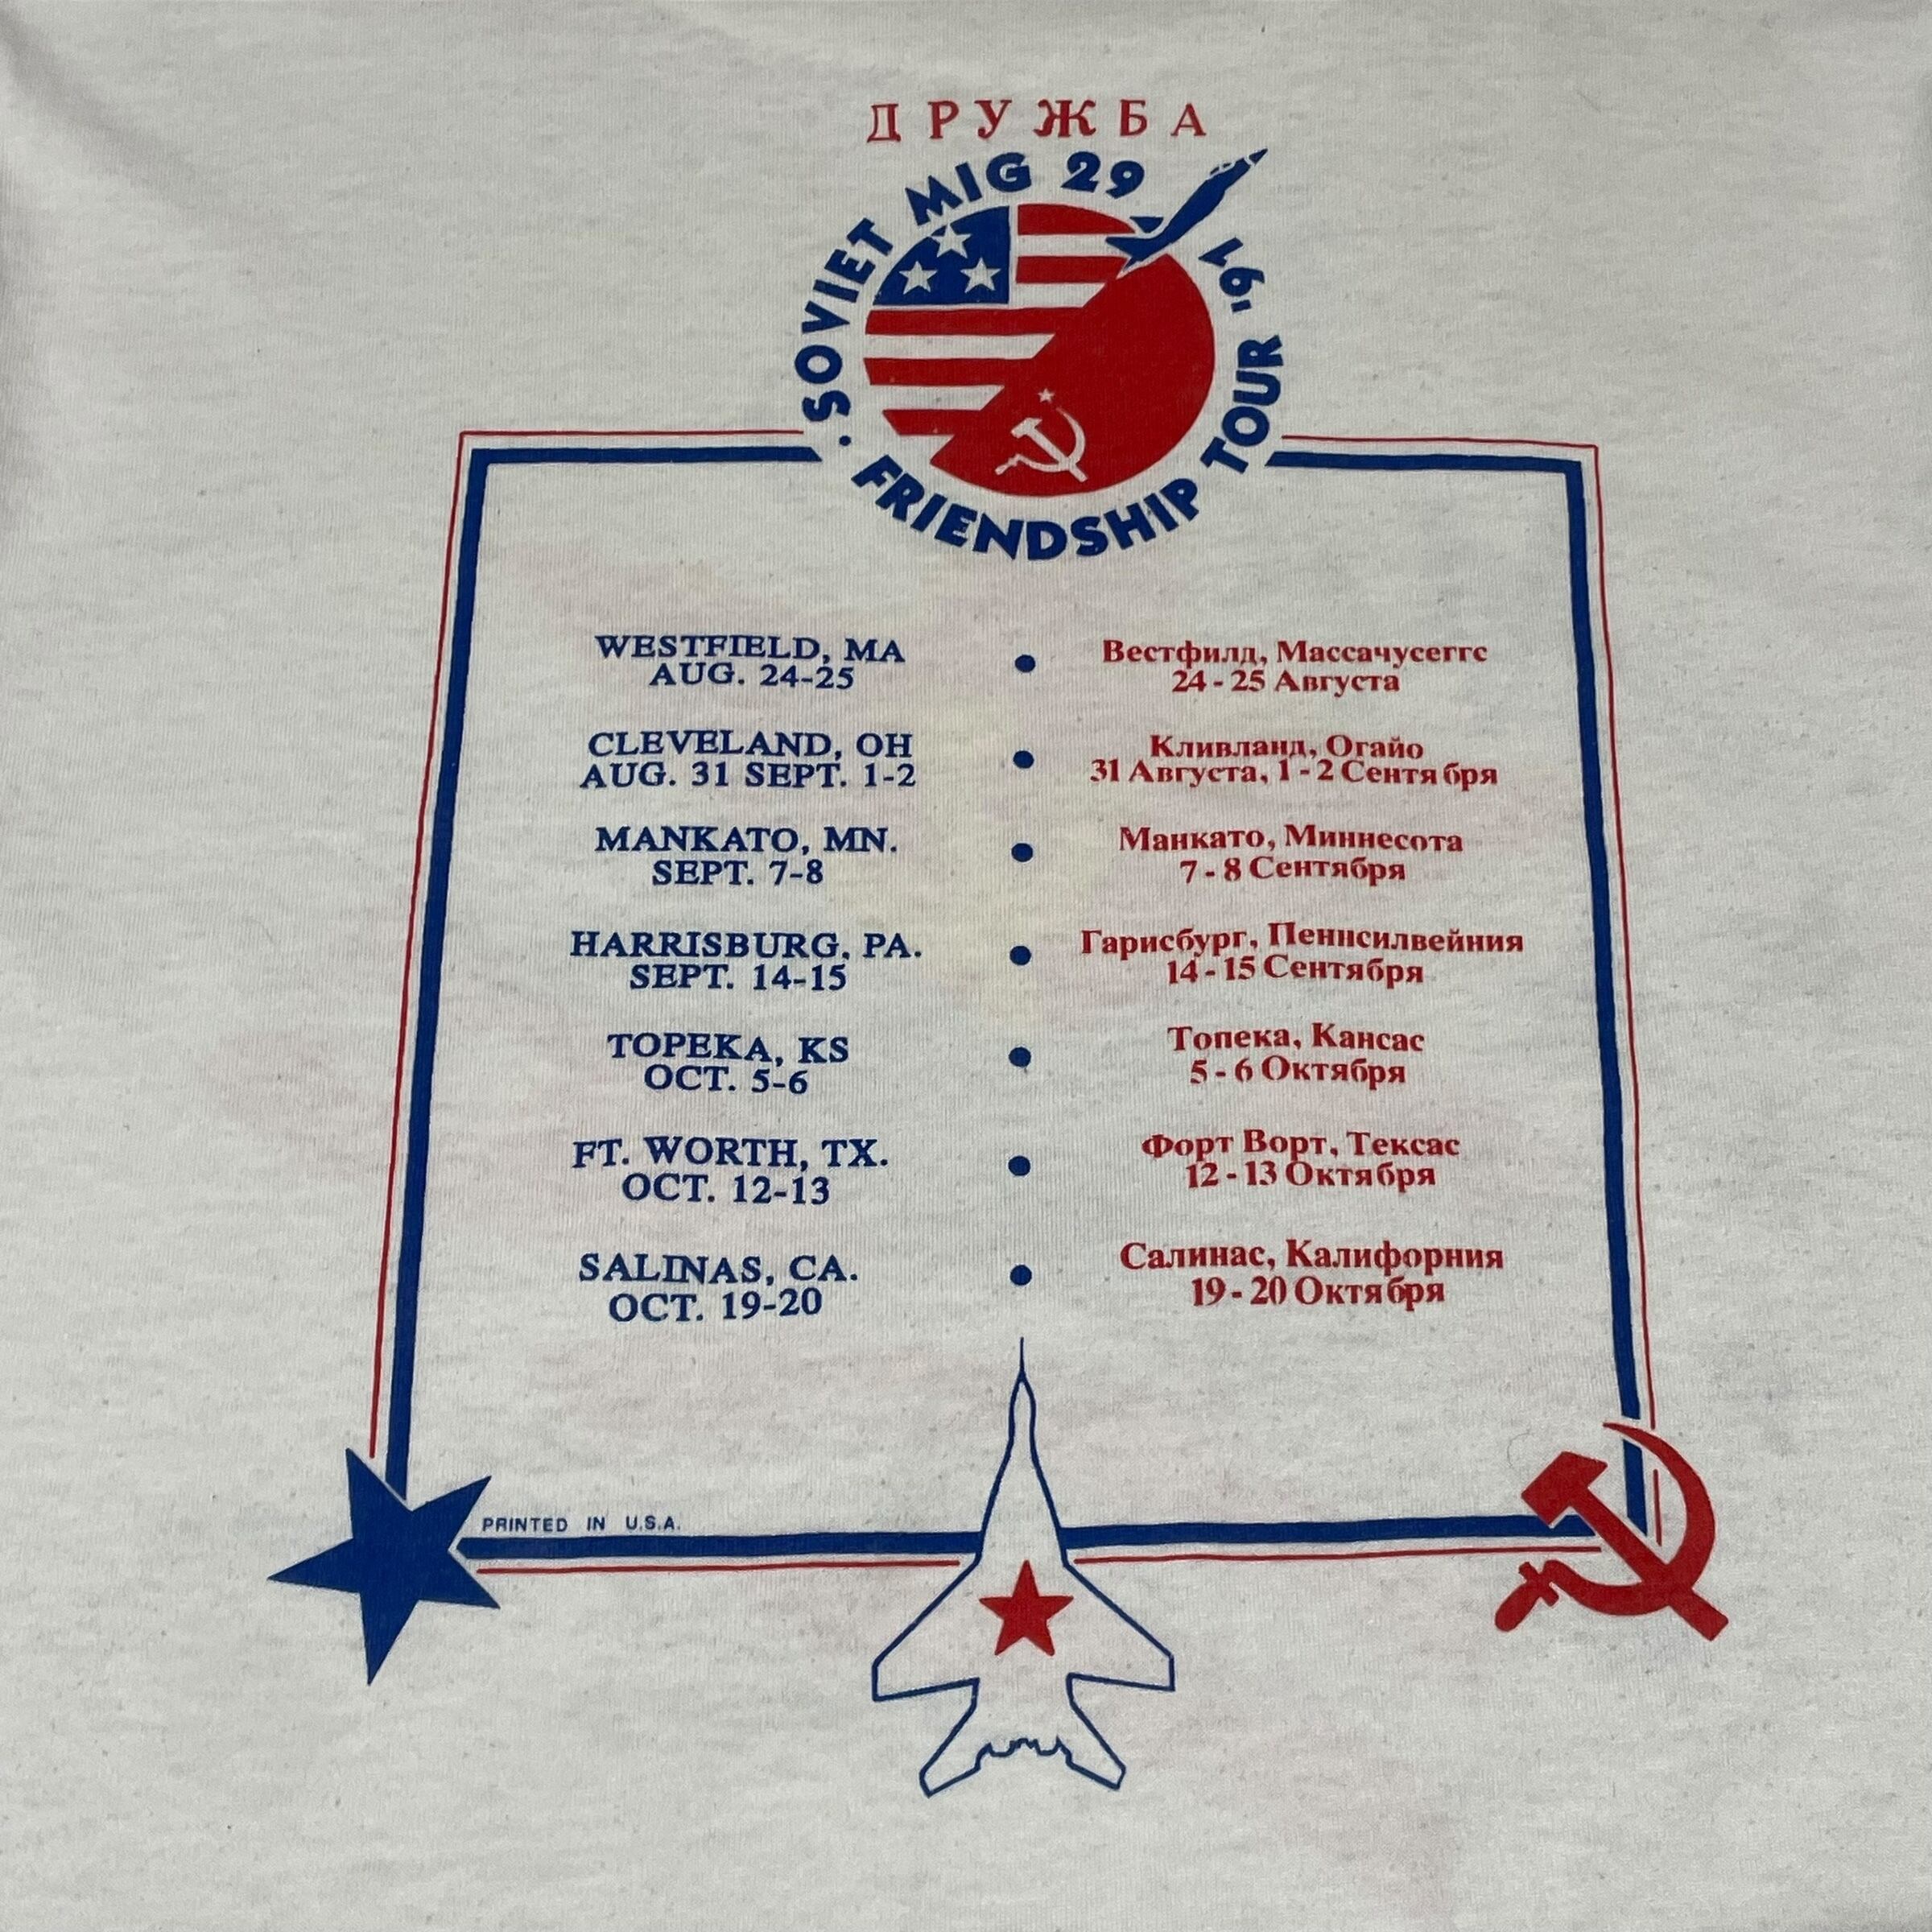 ДРУЖБА
SOVIET MIG 29
FRIENDSHIP TOUR '91
WESTFIELD, MA
AUG. 24-25
Вестфилд, Массачусеггс
24 - 25 Августа
CLEVELAND, OH
AUG. 31 SEPT. 1-2
Кливланд, Огайо
31 Августа, 1 - 2 Сентября
MANKATO, MN.
SEPT. 7-8
Манкато, Миннесота
7 - 8 Сентября
HARRISBURG, PA.
SEPT. 14-15
Гарисбург, Пеннсилвейния
14 - 15 Сентября
TOPEKA, KS
OCT. 5-6
Топека, Кансас
5 - 6 Октября
FT. WORTH, TX.
OCT. 12-13
Форт Ворт, Тексас
12 - 13 Октября
SALINAS, CA.
OCT. 19-20
Салинас, Калифорния
19 - 20 Октября
PRINTED IN U.S.A.